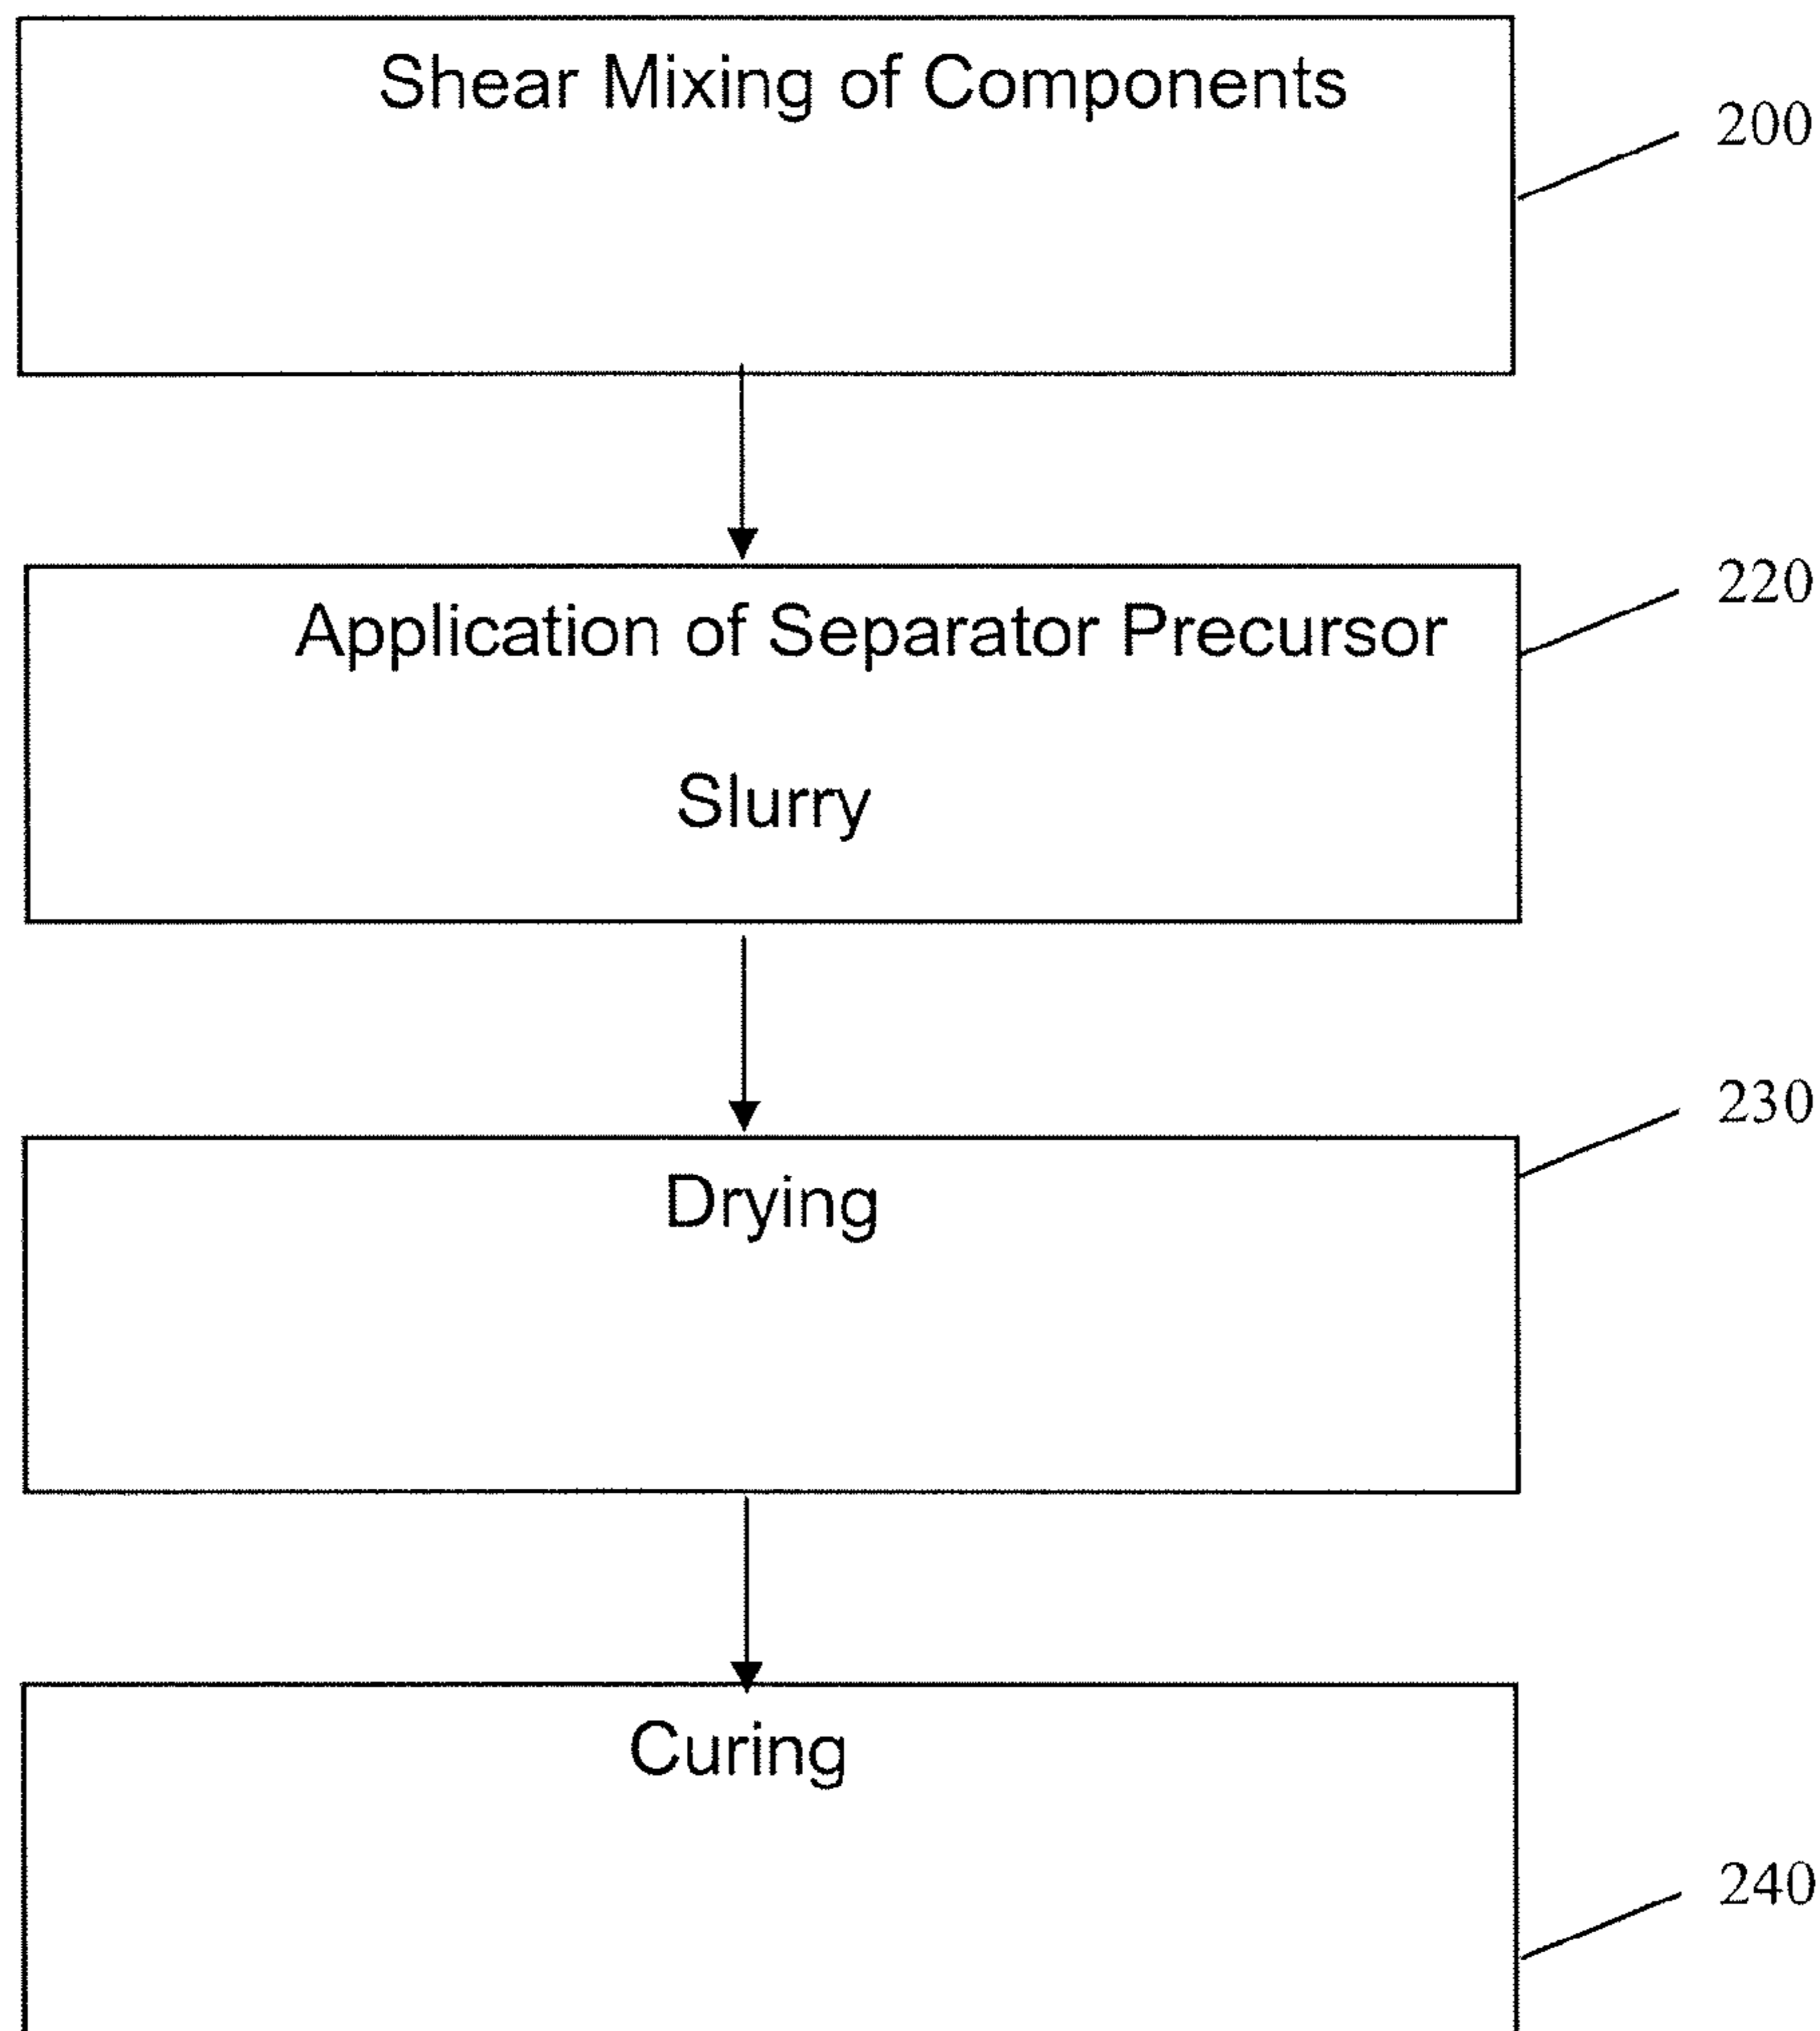 Shear Mixing of Components
200
Application of Separator Precursor
220
Slurry
Drying
230
Curing
240